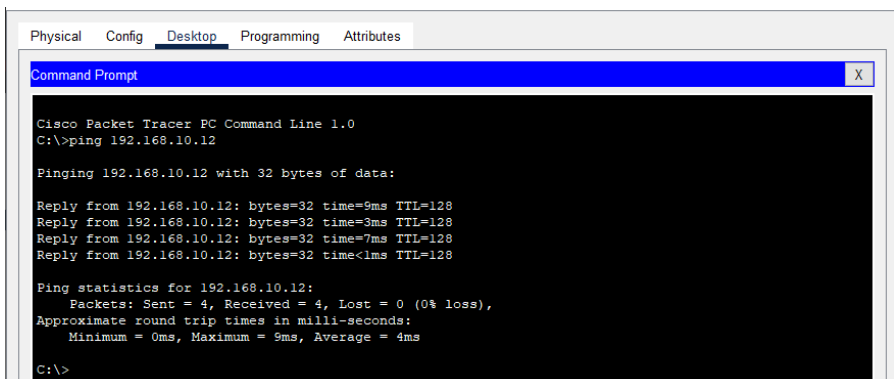 Physical Config Desktop Programming Attributes
Command Prompt X
Cisco Packet Tracer PC Command Line 1.0
C:\>ping 192.168.10.12
Pinging 192.168.10.12 with 32 bytes of data:
Reply from 192.168.10.12: bytes=32 time=9ms TTL=128
Reply from 192.168.10.12: bytes=32 time=3ms TTL=128
Reply from 192.168.10.12: bytes=32 time=7ms TTL=128
Reply from 192.168.10.12: bytes=32 time<1ms TTL=128
Ping statistics for 192.168.10.12:
Packets: Sent = 4, Received = 4, Lost = 0 (0% loss),
Approximate round trip times in milli-seconds:
Minimum = 0ms, Maximum = 9ms, Average = 4ms
C:\>